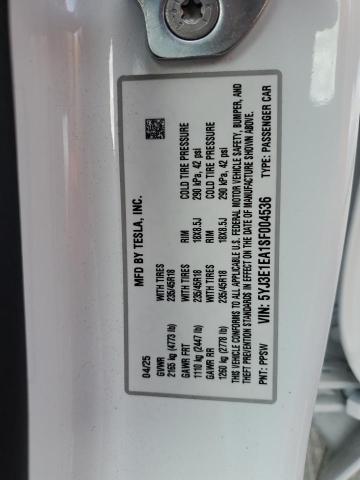 MFD BY TESLA, INC.
04/25
GVWR
2165 kg (4773 lb)
WITH TIRES
235/45R18
RIM
18X8.5J
COLD TIRE PRESSURE
290 kPa, 42 psi
GAWR FRT
1110 kg (2447 lb)
WITH TIRES
235/45R18
RIM
18X8.5J
COLD TIRE PRESSURE
290 kPa, 42 psi
GAWR RR
1260 kg (2778 lb)
THIS VEHICLE CONFORMS TO ALL APPLICABLE U.S. FEDERAL MOTOR VEHICLE SAFETY, BUMPER, AND
THEFT PREVENTION STANDARDS IN EFFECT ON THE DATE OF MANUFACTURE SHOWN ABOVE.
VIN: 5YJ3E1EA1SF004536 TYPE: PASSENGER CAR
PNT: PPSW